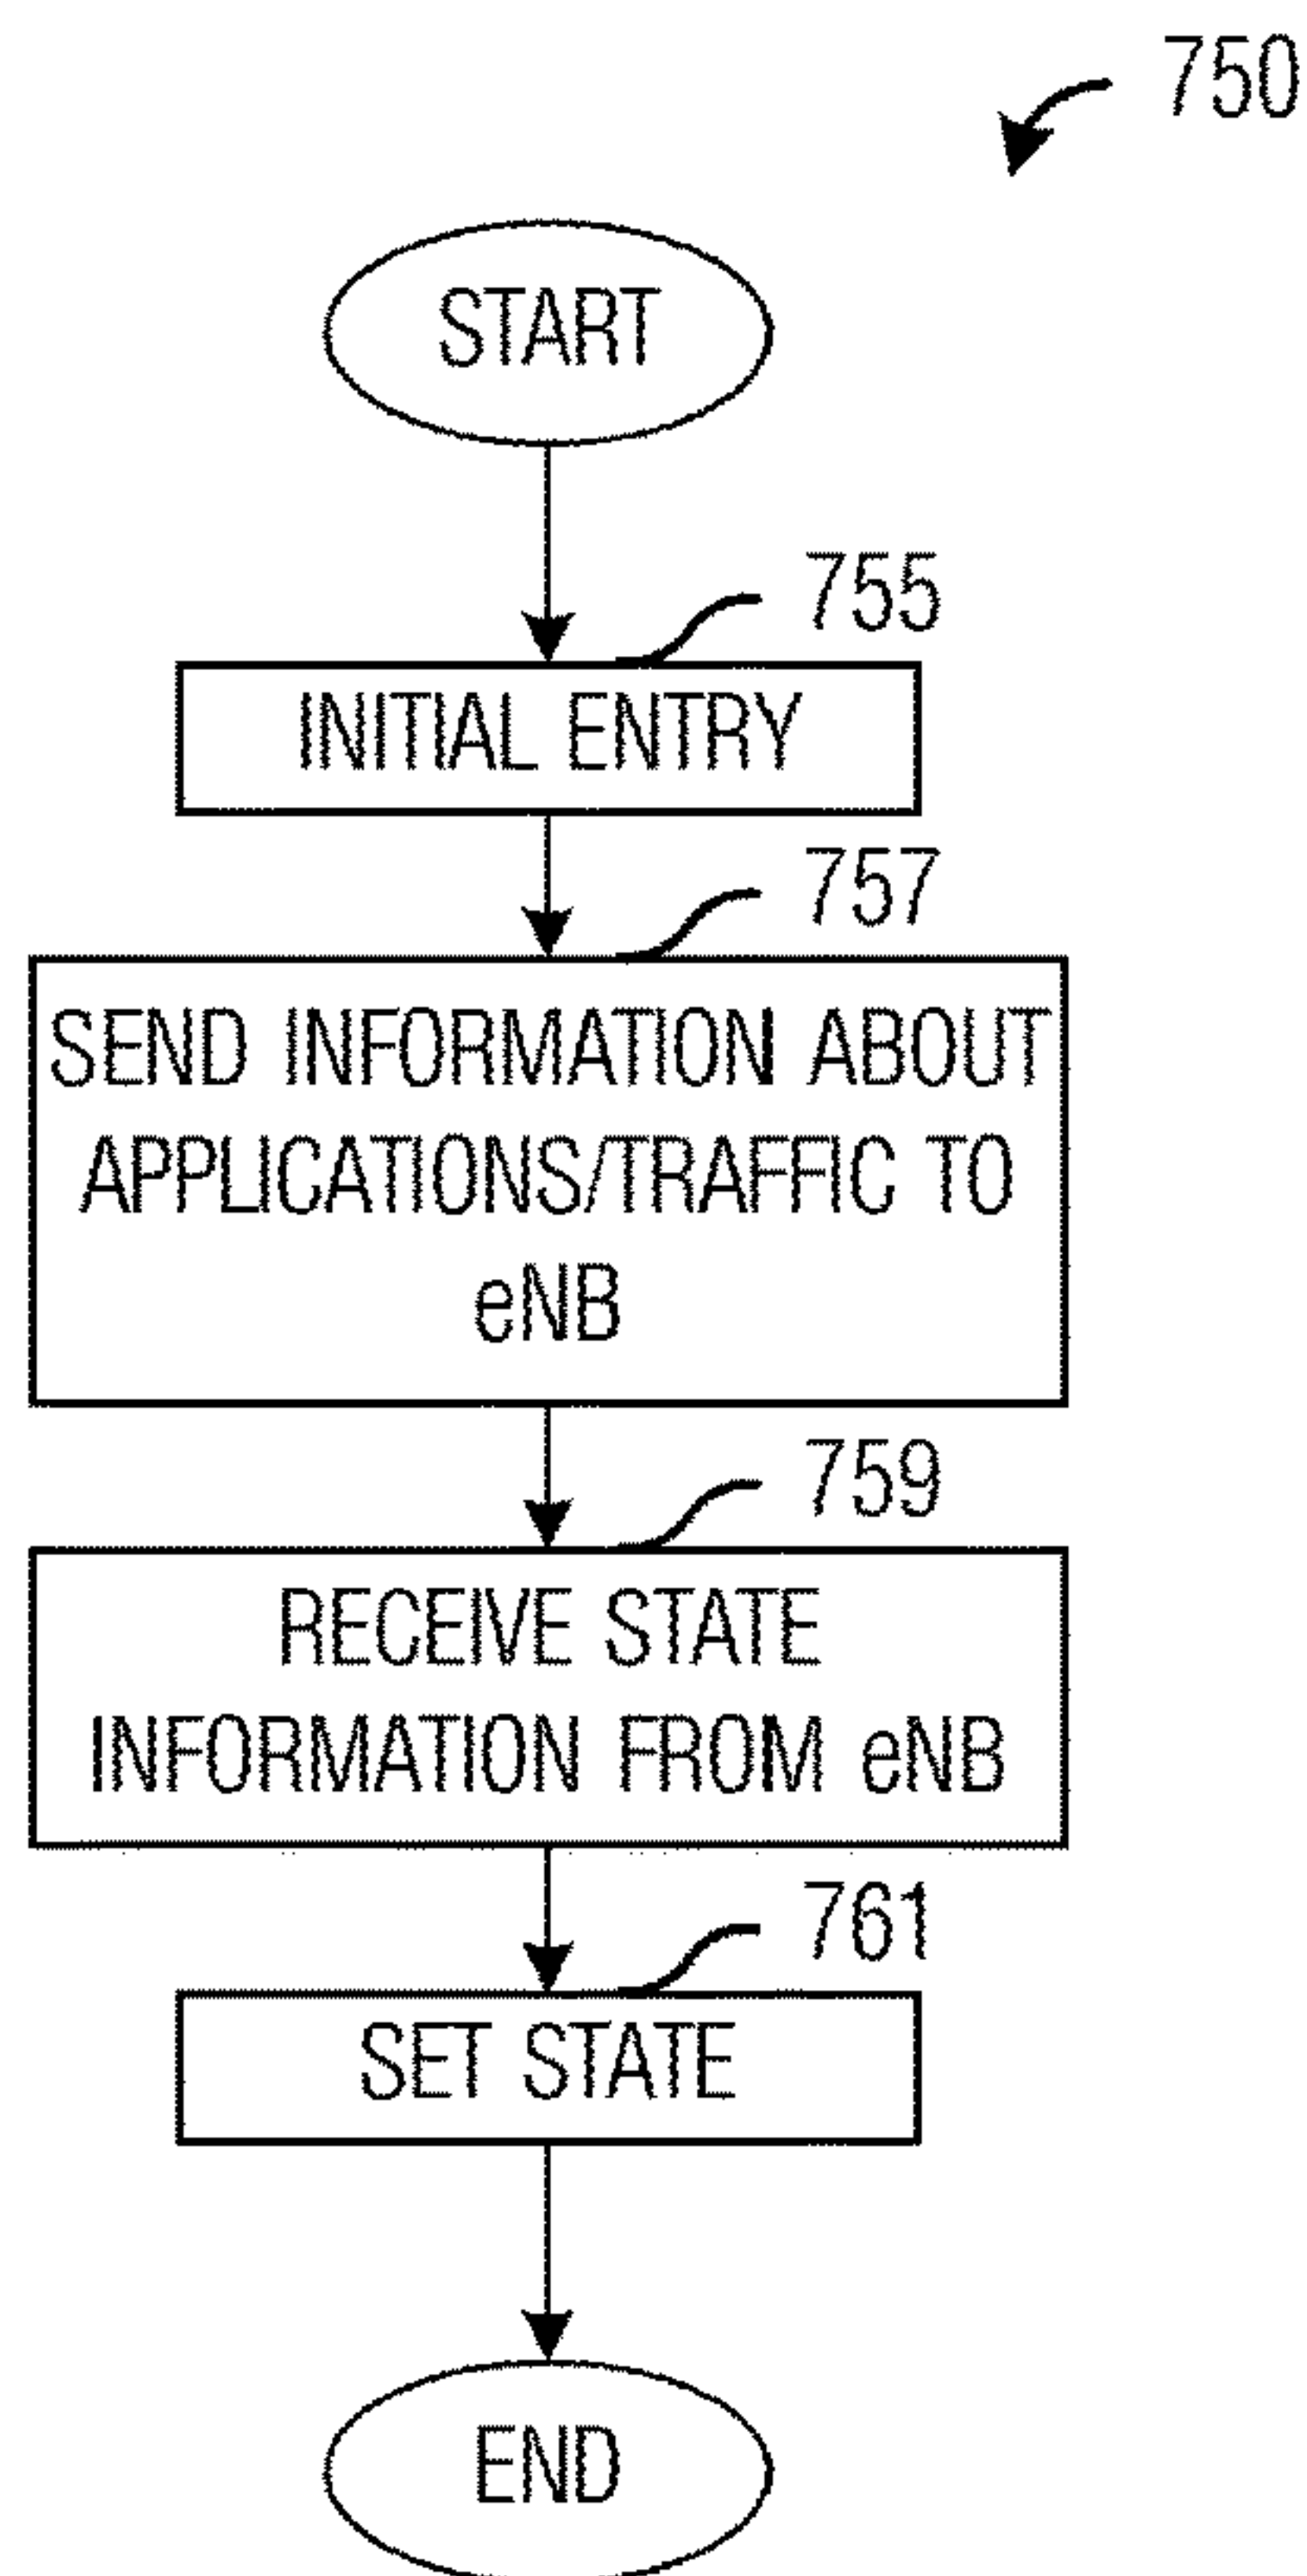 750
START
755
INITIAL ENTRY
757
SEND INFORMATION ABOUT
APPLICATIONS/TRAFFIC TO
eNB
759
RECEIVE STATE
INFORMATION FROM eNB
761
SET STATE
END